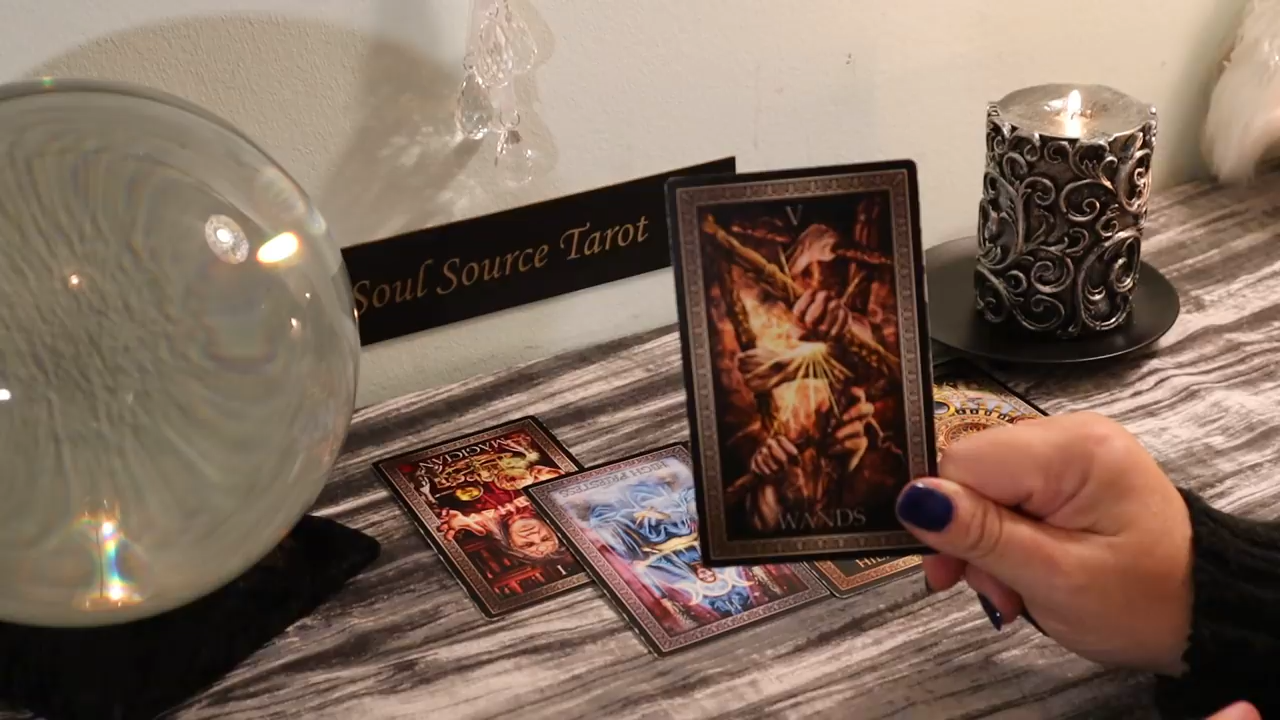 Soul Source Tarot
V
WANDS
MAGICIAN
I
HIGH PRIESTESS